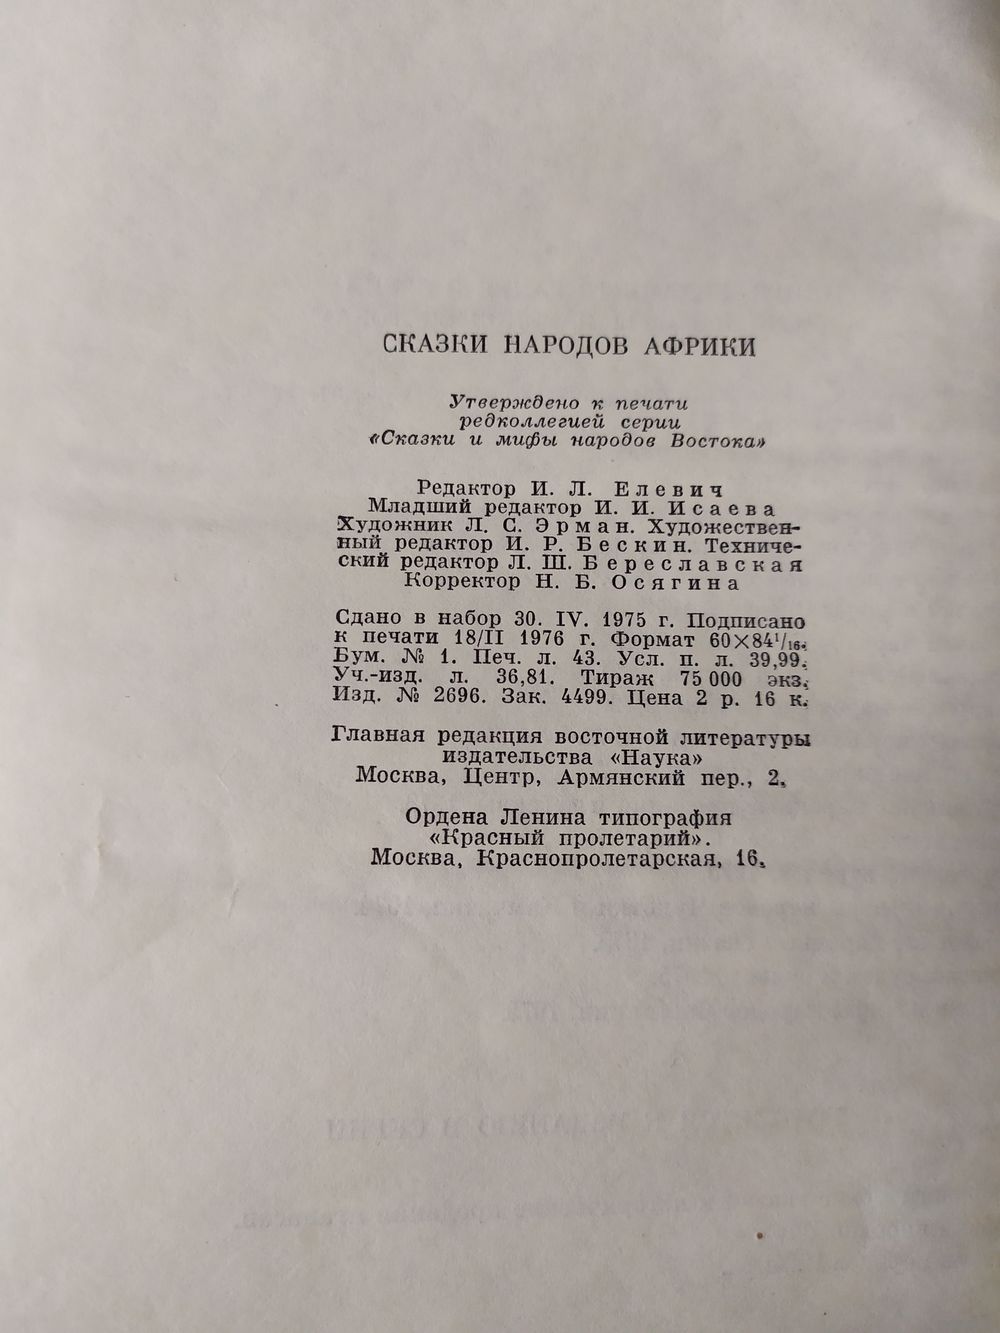 СКАЗКИ НАРОДОВ АФРИКИ
Утверждено к печати
редколлегией серии
«Сказки и мифы народов Востока»
Редактор И. Л. Елевич
Младший редактор И. И. Исаева
Художник Л. С. Эрман. Художествен-
ный редактор И. Р. Бескин. Техниче-
ский редактор Л. Ш. Береславская
Корректор Н. Б. Осягина
Сдано в набор 30. IV. 1975 г. Подписано
к печати 18/II 1976 г. Формат 60×84¹/₁₆.
Бум. № 1. Печ. л. 43. Усл. п. л. 39,99.
Уч.-изд. л. 36,81. Тираж 75 000 экз.
Изд. № 2696. Зак. 4499. Цена 2 р. 16 к.
Главная редакция восточной литературы
издательства «Наука»
Москва, Центр, Армянский пер., 2.
Ордена Ленина типография
«Красный пролетарий».
Москва, Краснопролетарская, 16.